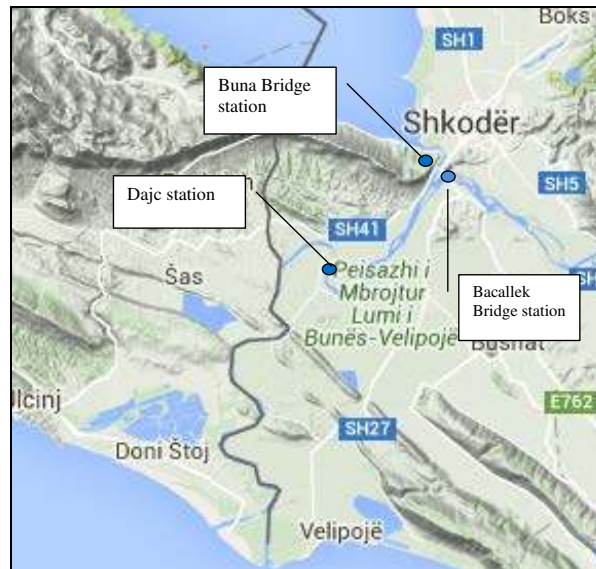 Boks
SH1
Buna Bridge
station
Shkodër
Dajc station
SH5
SH41
SH
Šas
Peisazhi i
Mbrojtur
Lumi i
Bunës-Velipojë
Bacallek
Bridge station
E762
Ulcinj
SH27
Doni Štoj
Velipojë